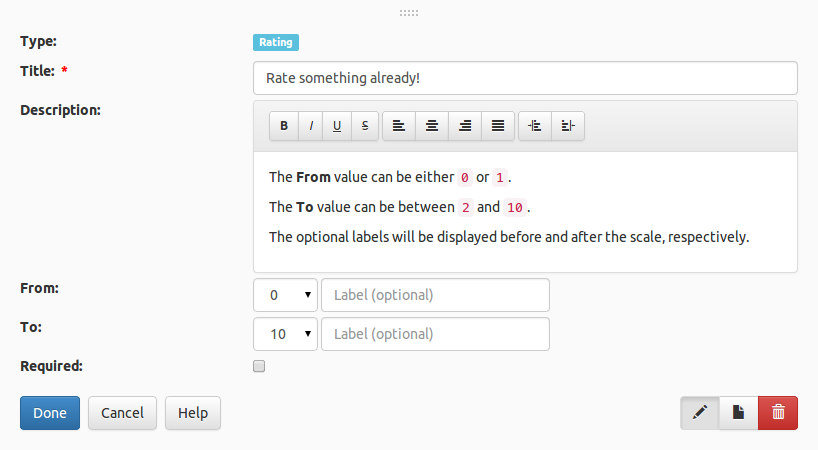 Type: Rating
Title: * Rate something already!
Description:
B I U S
The From value can be either 0 or 1.
The To value can be between 2 and 10.
The optional labels will be displayed before and after the scale, respectively.
From: 0 Label (optional)
To: 10 Label (optional)
Required:
Done Cancel Help